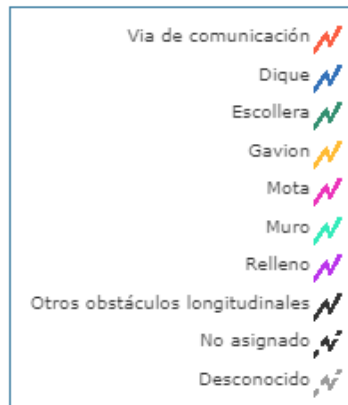 Via de comunicación
Dique
Escollera
Gavion
Mota
Muro
Relleno
Otros obstáculos longitudinales
No asignado
Desconocido